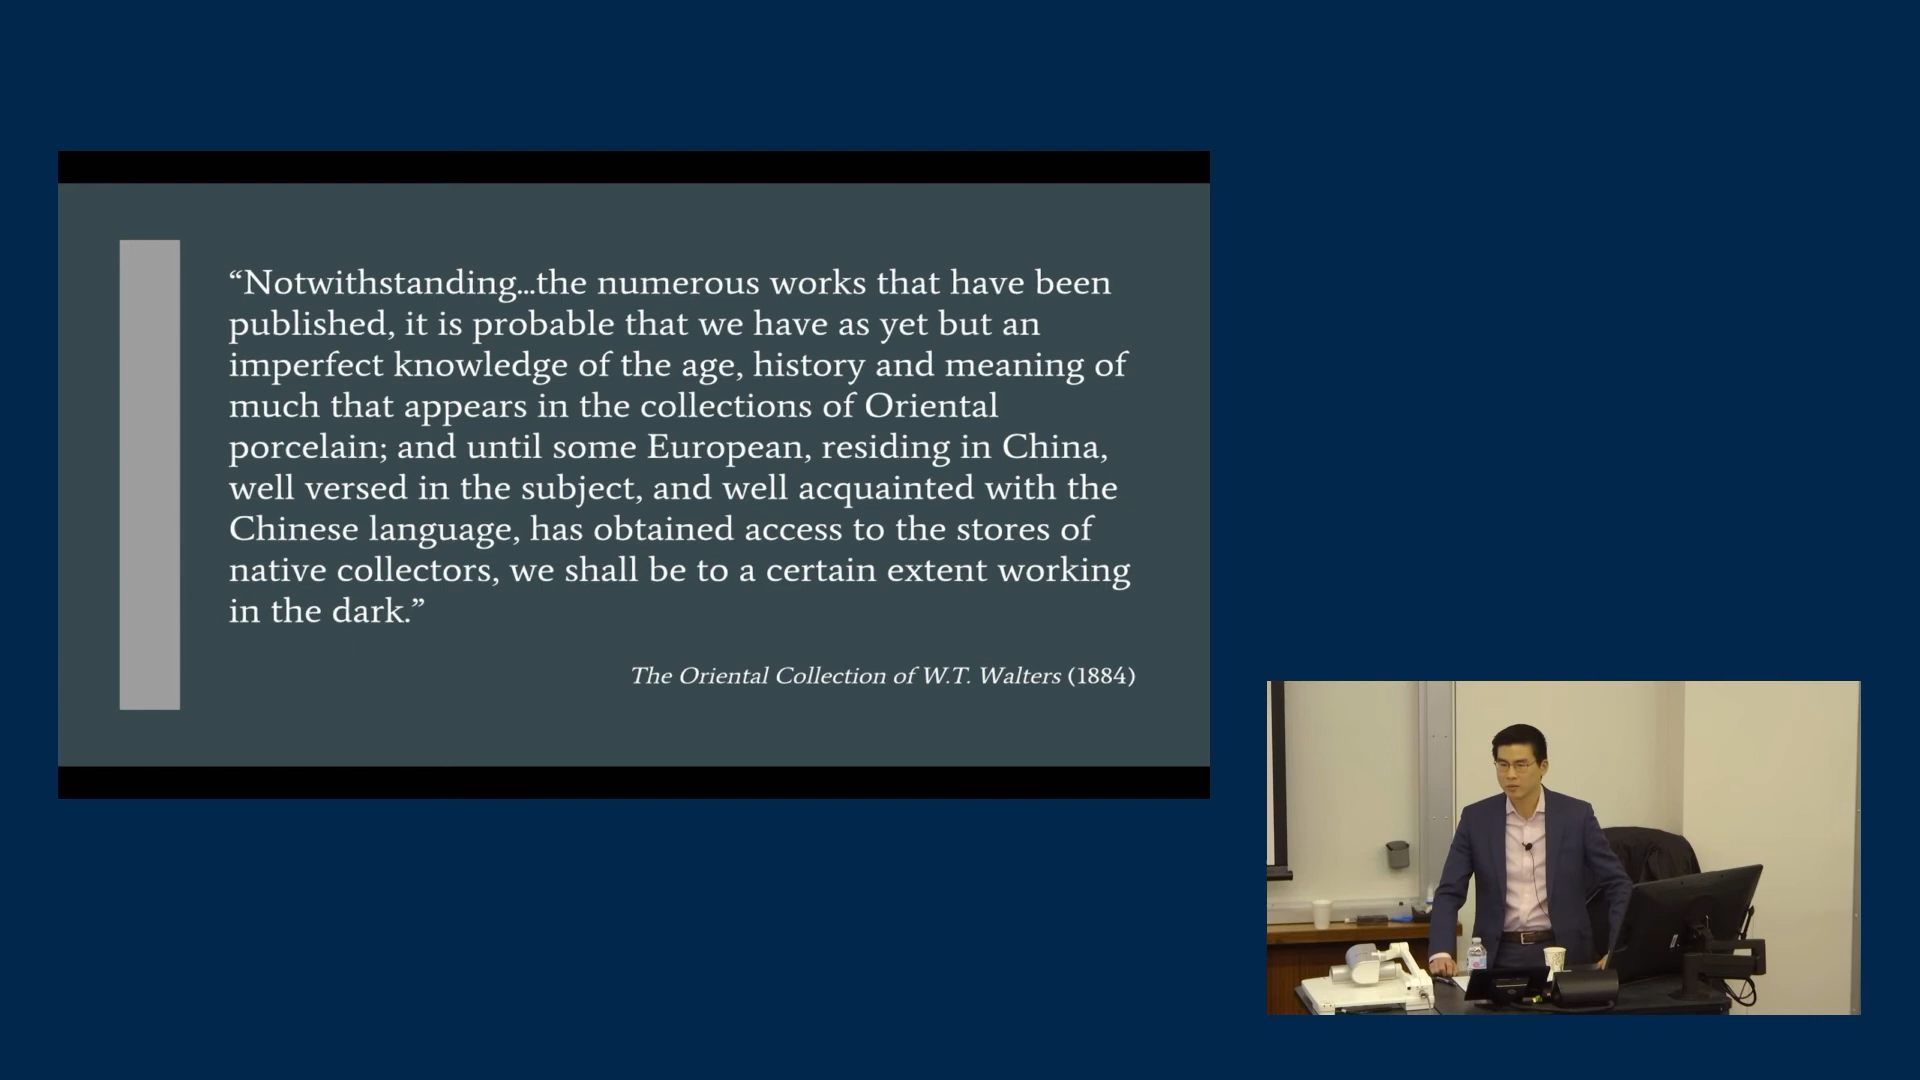 “Notwithstanding...the numerous works that have been
published, it is probable that we have as yet but an
imperfect knowledge of the age, history and meaning of
much that appears in the collections of Oriental
porcelain; and until some European, residing in China,
well versed in the subject, and well acquainted with the
Chinese language, has obtained access to the stores of
native collectors, we shall be to a certain extent working
in the dark.”
The Oriental Collection of W.T. Walters (1884)